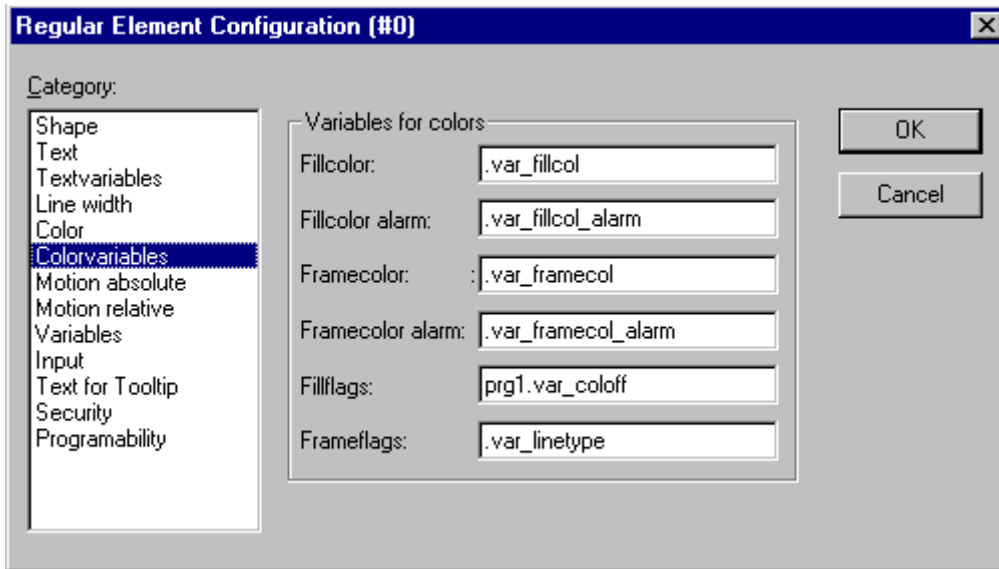 Regular Element Configuration (#0)
Category:
Shape
Text
Textvariables
Line width
Color
Colorvariables
Motion absolute
Motion relative
Variables
Input
Text for Tooltip
Security
Programability
Variables for colors
Fillcolor: .var_fillcol
Fillcolor alarm: .var_fillcol_alarm
Framecolor: :.var_framecol
Framecolor alarm: .var_framecol_alarm
Fillflags: prg1.var_coloff
Frameflags: .var_linetype
OK
Cancel